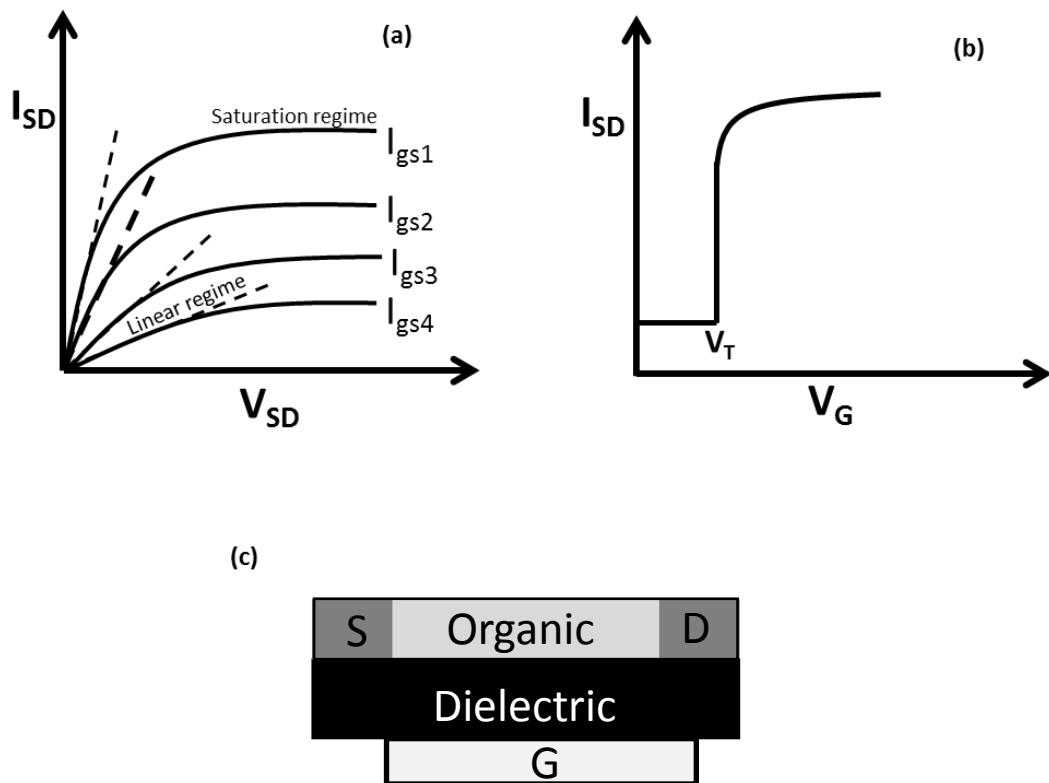 (a)
I_SD
Saturation regime
I_gs1
I_gs2
I_gs3
Linear regime
I_gs4
V_SD
(b)
I_SD
V_T
V_G
(c)
S Organic D
Dielectric
G